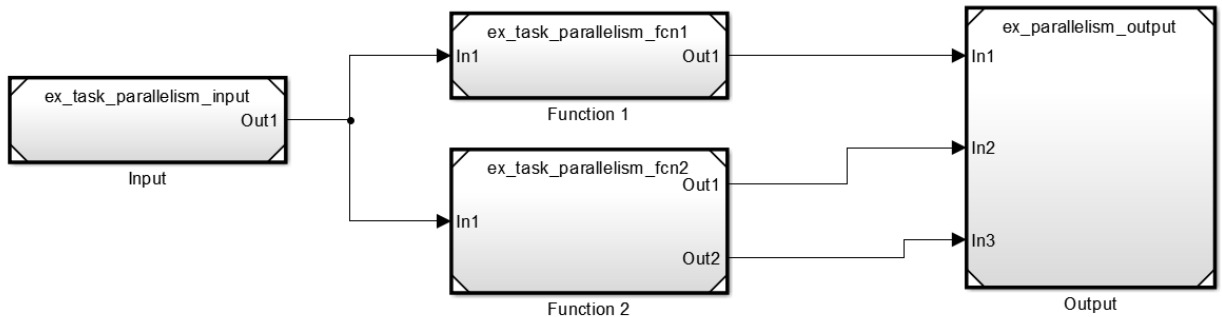 ex_task_parallelism_input
Out1
Input
ex_task_parallelism_fcn1
In1
Out1
Function 1
ex_task_parallelism_fcn2
Out1
In1
Out2
Function 2
ex_parallelism_output
In1
In2
In3
Output